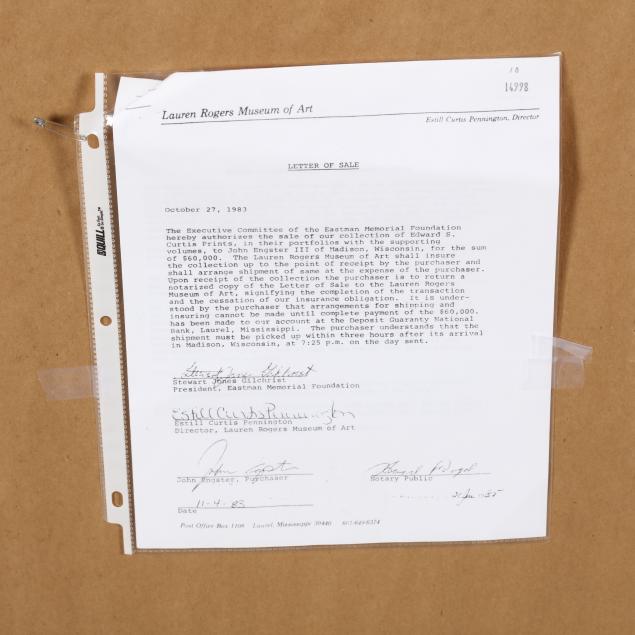 10
14998
Lauren Rogers Museum of Art
Estill Curtis Pennington, Director
LETTER OF SALE
October 27, 1983
The Executive Committee of the Eastman Memorial Foundation
hereby authorizes the sale of our collection of Edward S.
Curtis Prints, in their portfolios with the supporting
volumes, to John Engster III of Madison, Wisconsin, for the sum
of $60,000. The Lauren Rogers Museum of Art shall insure
the collection up to the point of receipt by the purchaser and
shall arrange shipment of same at the expense of the purchaser.
Upon receipt of the collection the purchaser is to return a
notarized copy of the Letter of Sale to the Lauren Rogers
Museum of Art, signifying the completion of the transaction
and the cessation of our insurance obligation. It is under-
stood by the purchaser that arrangements for shipping and
insuring cannot be made until complete payment of the $60,000.
has been made to our account at the Deposit Guaranty National
Bank, Laurel, Mississippi. The purchaser understands that the
shipment must be picked up within three hours after its arrival
in Madison, Wisconsin, at 7:25 p.m. on the day sent.
Stewart Jones Gilchrist
Stewart Jones Gilchrist
President, Eastman Memorial Foundation
Estill Curtis Pennington
Estill Curtis Pennington
Director, Lauren Rogers Museum of Art
John Engster, Purchaser
Notary Public
11-4-83
Date
Post Office Box 1108 Laurel, Mississippi 39440 601-649-6374